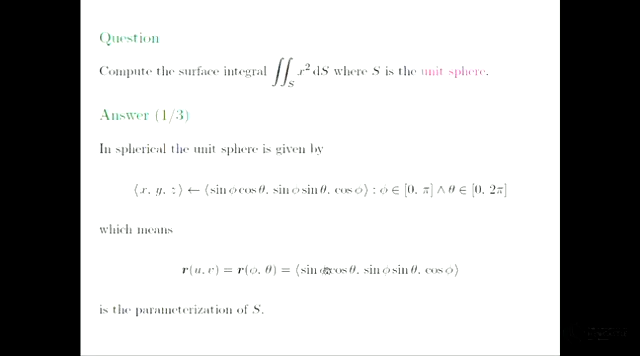 Question
Compute the surface integral ∬_S x² dS where S is the unit sphere.
Answer (1/3)
In spherical the unit sphere is given by
⟨x, y, z⟩ ← ⟨sin ϕ cos θ, sin ϕ sin θ, cos ϕ⟩ : ϕ ∈ [0, π] ∧ θ ∈ [0, 2π]
which means
r(u, v) = r(ϕ, θ) = ⟨sin ϕ cos θ, sin ϕ sin θ, cos ϕ⟩
is the parameterization of S.